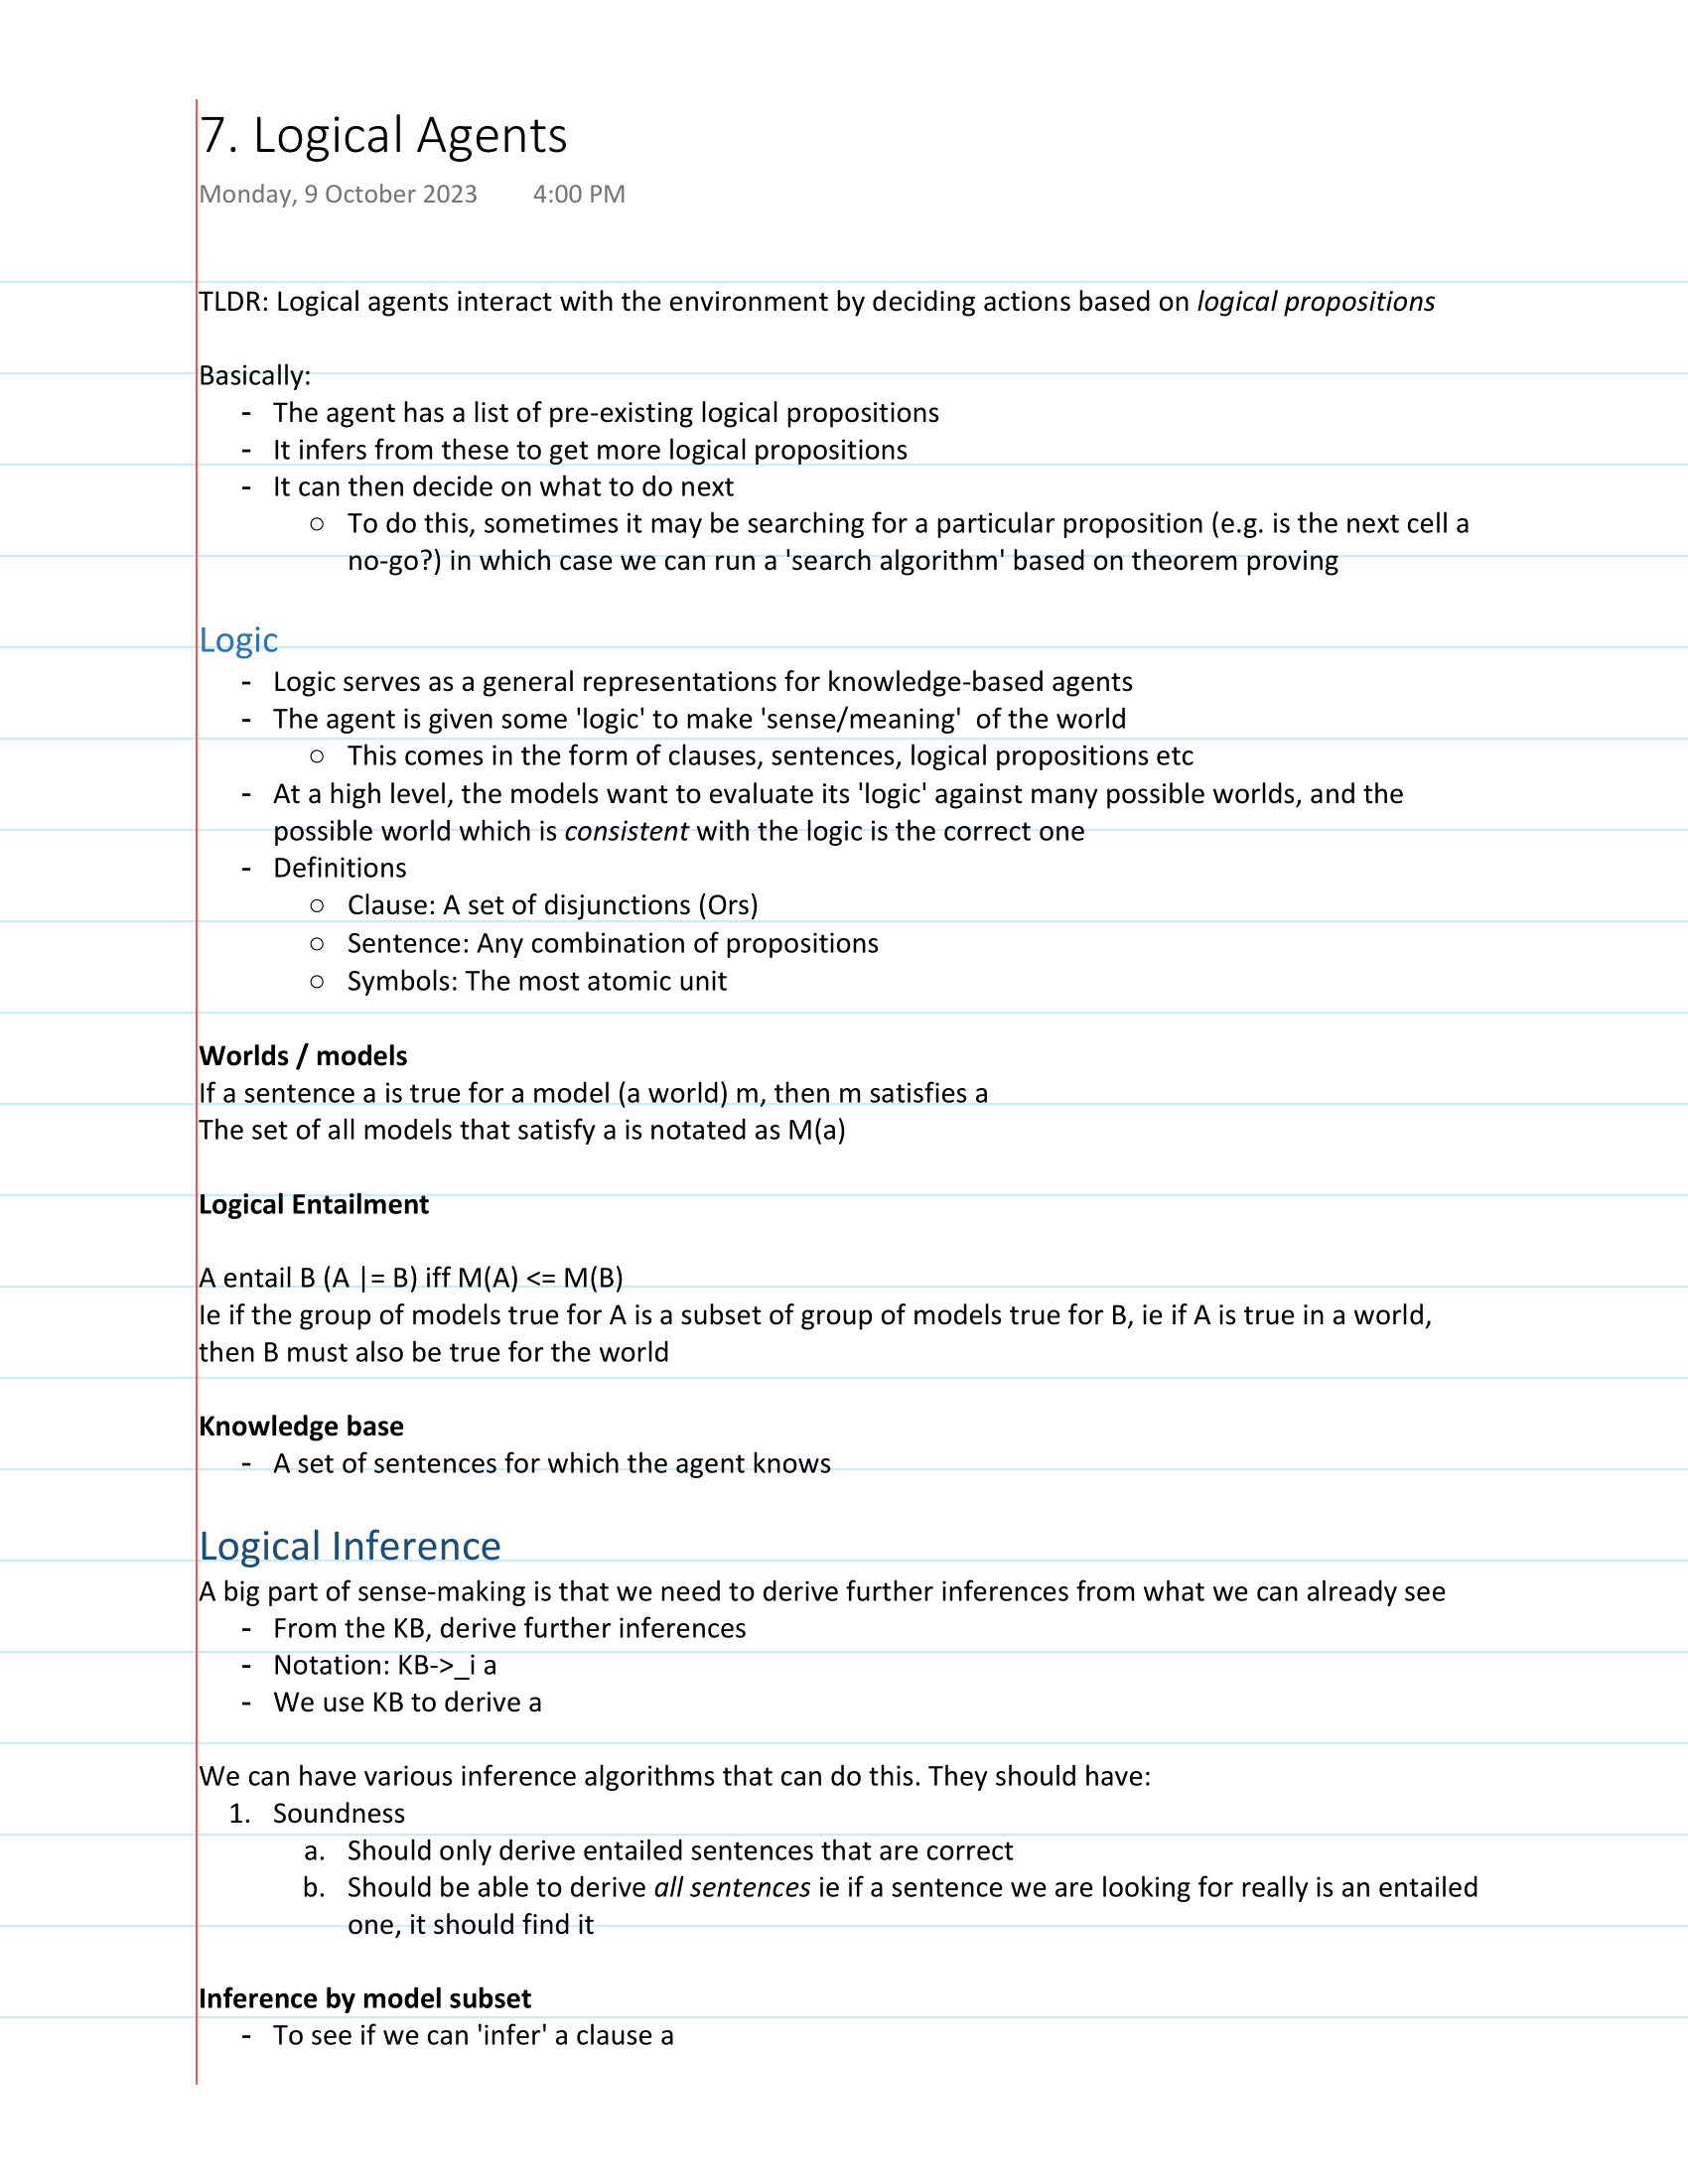 7. Logical Agents
Monday, 9 October 2023 4:00 PM
TLDR: Logical agents interact with the environment by deciding actions based on logical propositions
Basically:
- The agent has a list of pre-existing logical propositions
- It infers from these to get more logical propositions
- It can then decide on what to do next
○ To do this, sometimes it may be searching for a particular proposition (e.g. is the next cell a
no-go?) in which case we can run a 'search algorithm' based on theorem proving
Logic
- Logic serves as a general representations for knowledge-based agents
- The agent is given some 'logic' to make 'sense/meaning'  of the world
○ This comes in the form of clauses, sentences, logical propositions etc
- At a high level, the models want to evaluate its 'logic' against many possible worlds, and the
possible world which is consistent with the logic is the correct one
- Definitions
○ Clause: A set of disjunctions (Ors)
○ Sentence: Any combination of propositions
○ Symbols: The most atomic unit
Worlds / models
If a sentence a is true for a model (a world) m, then m satisfies a
The set of all models that satisfy a is notated as M(a)
Logical Entailment
A entail B (A |= B) iff M(A) <= M(B)
Ie if the group of models true for A is a subset of group of models true for B, ie if A is true in a world,
then B must also be true for the world
Knowledge base
- A set of sentences for which the agent knows
Logical Inference
A big part of sense-making is that we need to derive further inferences from what we can already see
- From the KB, derive further inferences
- Notation: KB->_i a
- We use KB to derive a
We can have various inference algorithms that can do this. They should have:
1. Soundness
a. Should only derive entailed sentences that are correct
b. Should be able to derive all sentences ie if a sentence we are looking for really is an entailed
one, it should find it
Inference by model subset
- To see if we can 'infer' a clause a